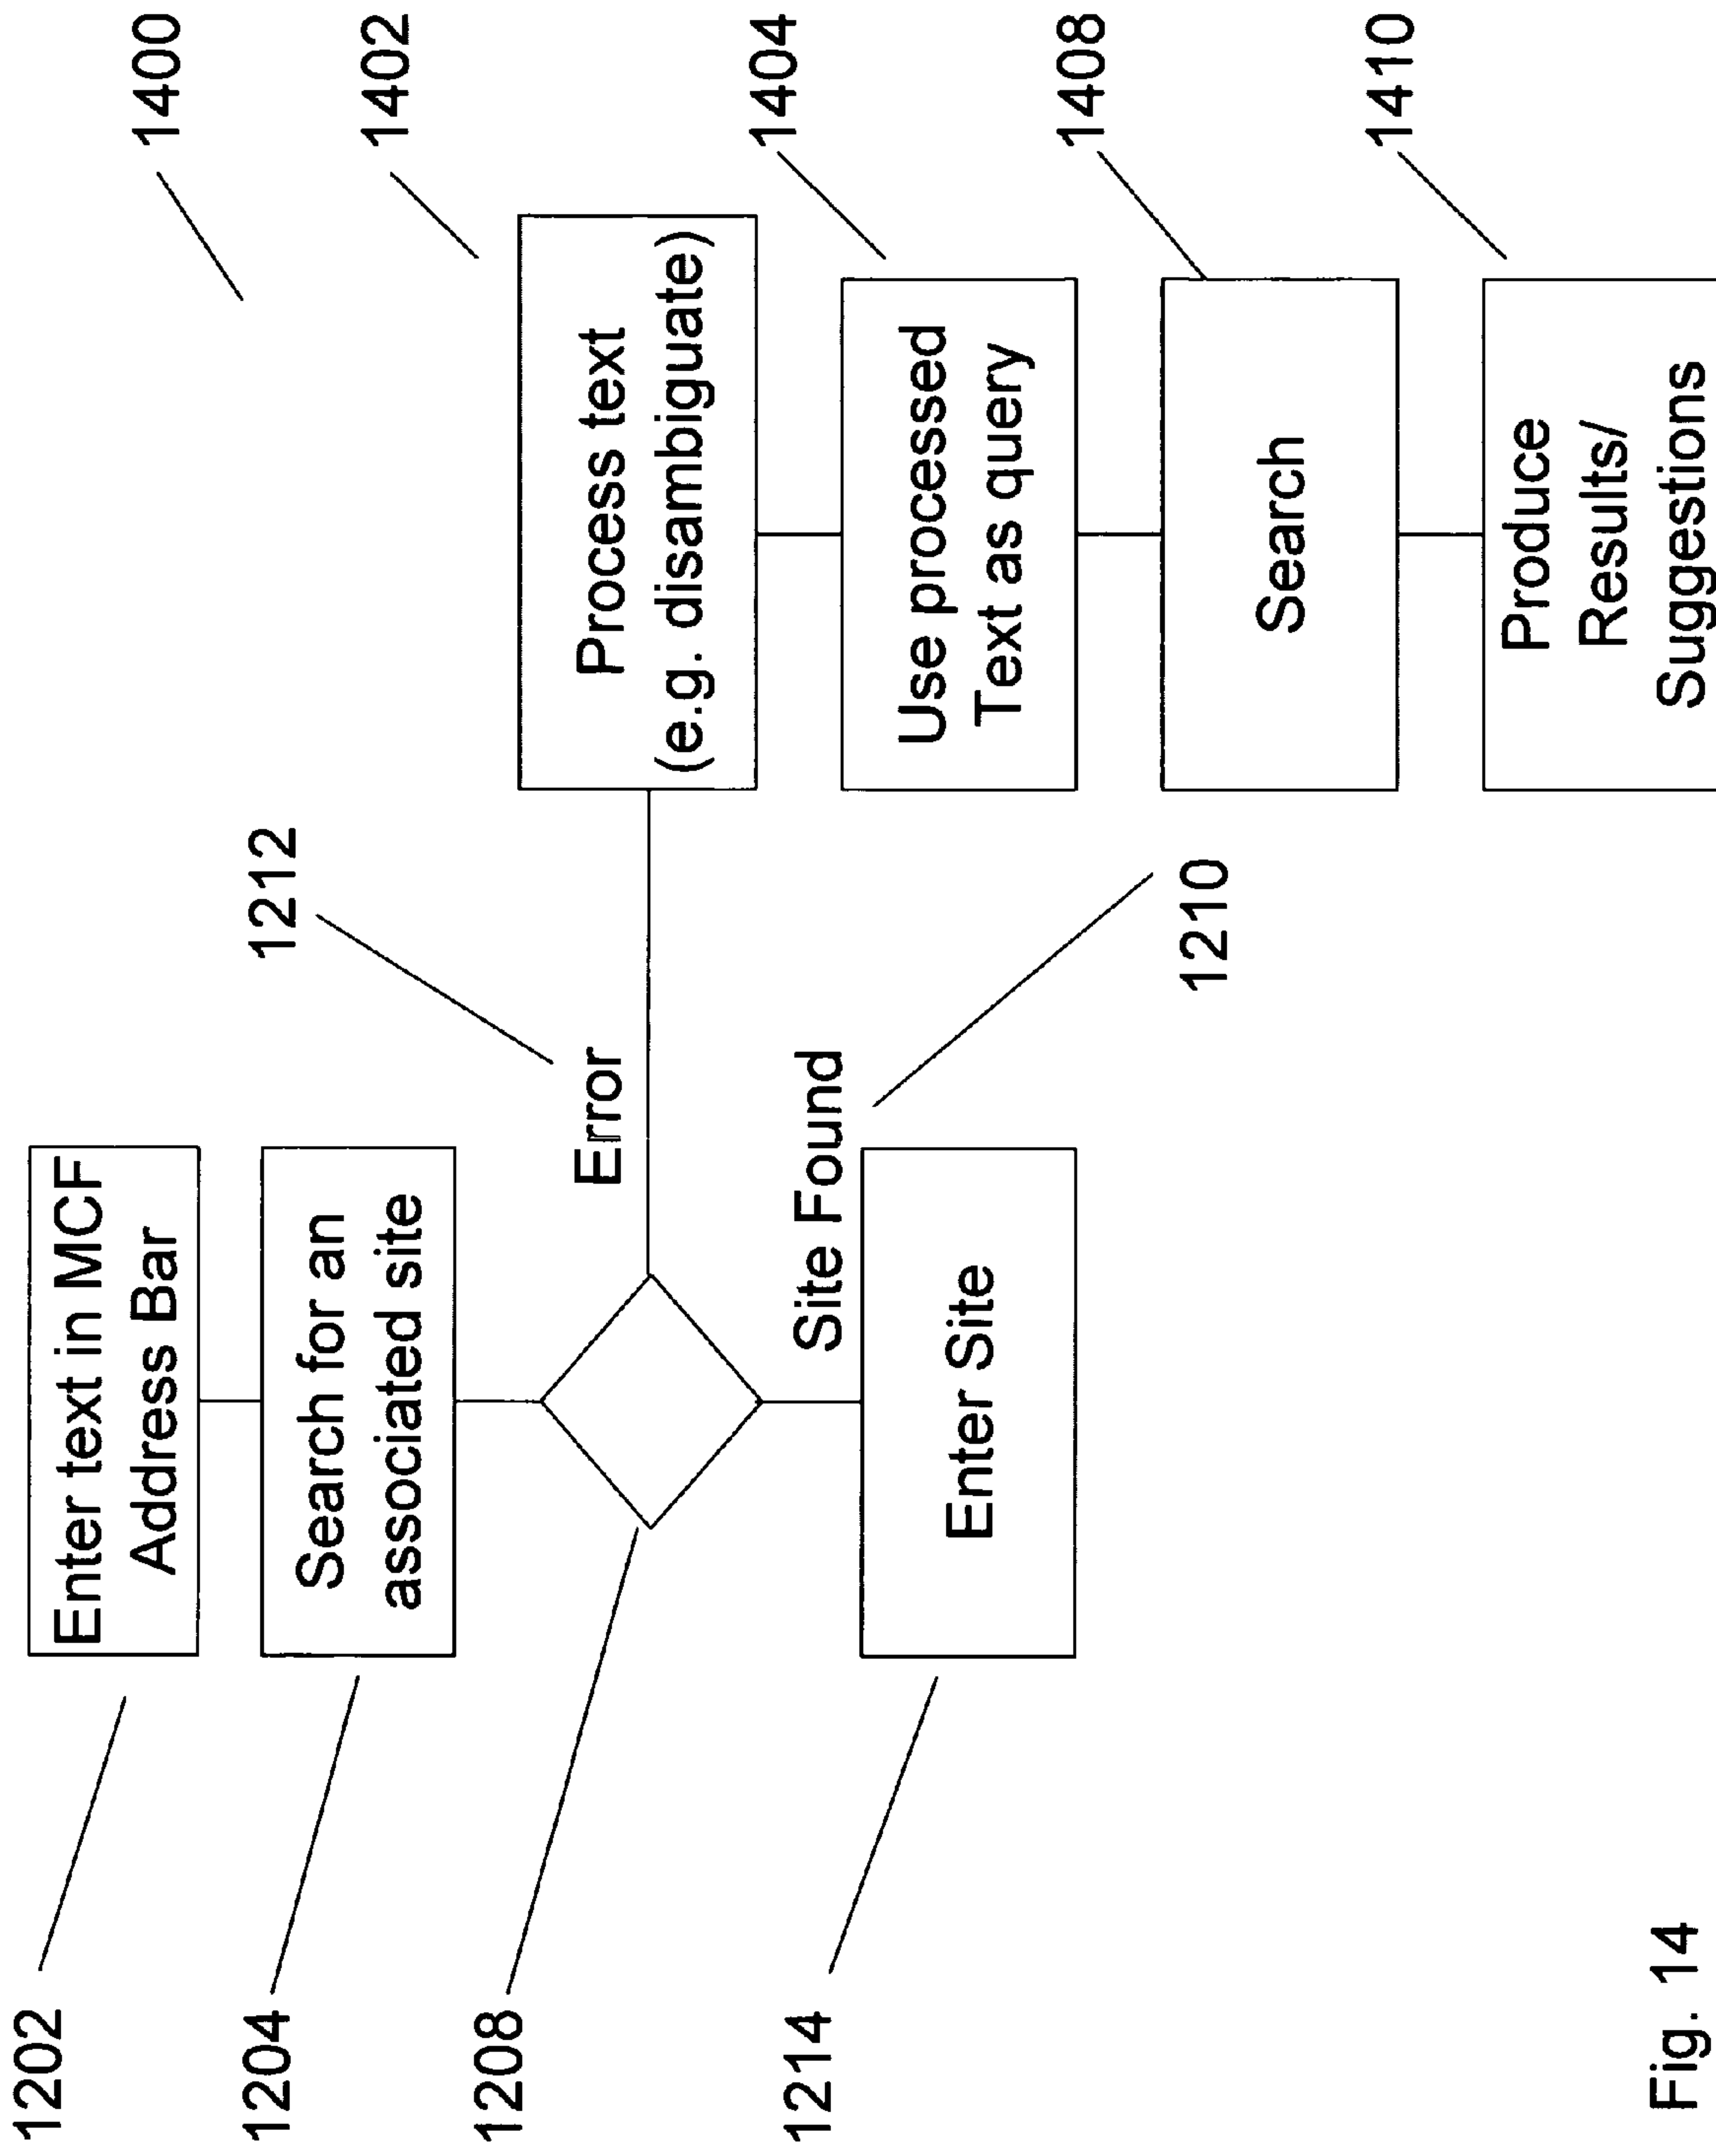 1400
1202
Enter text in MCF
Address Bar
1402
1204
Search for an
associated site
1212
Error
Process text
(e.g. disambiguate)
1208
1404
Use processed
Text as query
Site Found
1210
1214
Enter Site
1408
Search
1410
Produce
Results/
Suggestions
Fig. 14